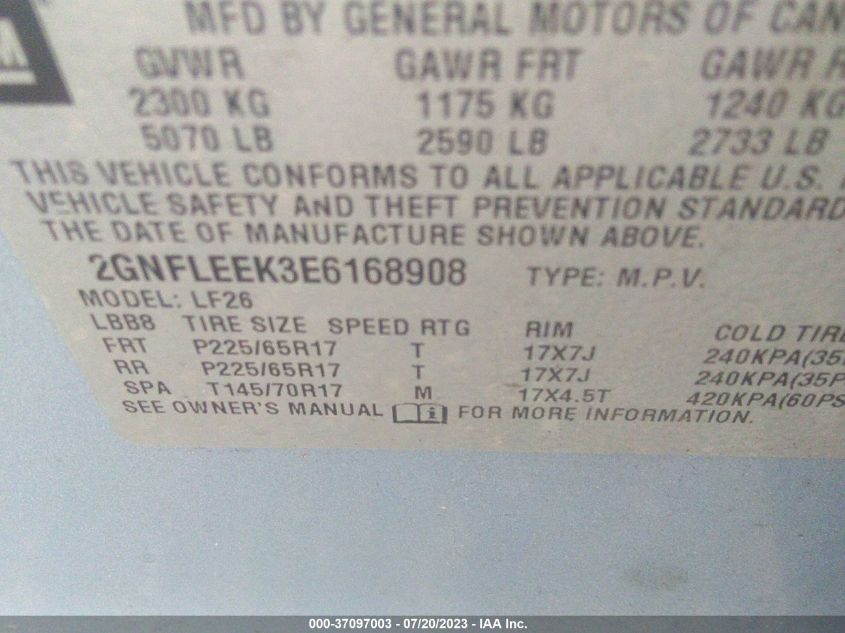 MFD BY GENERAL MOTORS OF CAN
GVWR GAWR FRT GAWR R
2300 KG 1175 KG 1240 KG
5070 LB 2590 LB 2733 LB
THIS VEHICLE CONFORMS TO ALL APPLICABLE U.S.
VEHICLE SAFETY AND THEFT PREVENTION STANDARD
THE DATE OF MANUFACTURE SHOWN ABOVE.
2GNFLEEK3E6168908 TYPE: M.P.V.
MODEL: LF26
LBB8 TIRE SIZE SPEED RTG RIM COLD TIRE
FRT P225/65R17 T 17X7J 240KPA(35
RR P225/65R17 T 17X7J 240KPA(35P
SPA T145/70R17 M 17X4.5T 420KPA(60PS
SEE OWNER'S MANUAL FOR MORE INFORMATION.
000-37097003 / 07/20/2023 - IAA Inc.